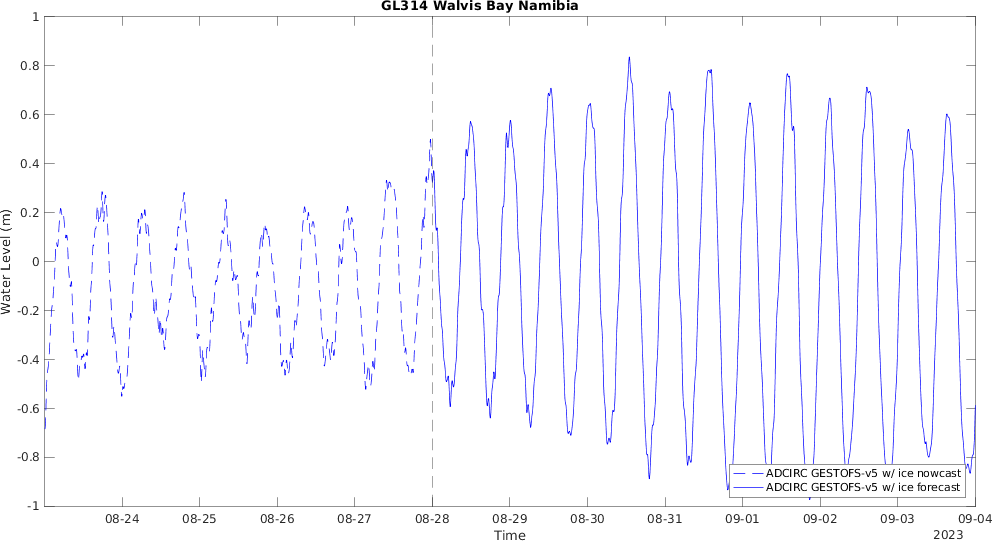 GL314 Walvis Bay Namibia
Water Level (m)
1
0.8
0.6
0.4
0.2
0
-0.2
-0.4
-0.6
-0.8
-1
ADCIRC GESTOFS-v5 w/ ice nowcast
ADCIRC GESTOFS-v5 w/ ice forecast
08-24 08-25 08-26 08-27 08-28 08-29 08-30 08-31 09-01 09-02 09-03 09-04
Time
2023